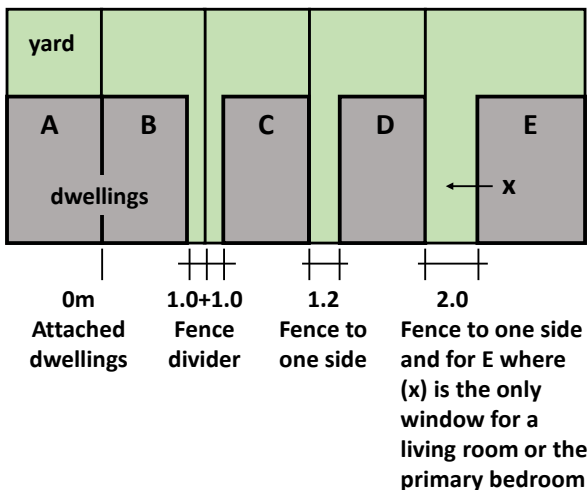 yard
A B C D E
x
dwellings
0m
Attached
dwellings
1.0+1.0
Fence
divider
1.2
Fence to
one side
2.0
Fence to one side
and for E where
(x) is the only
window for a
living room or the
primary bedroom